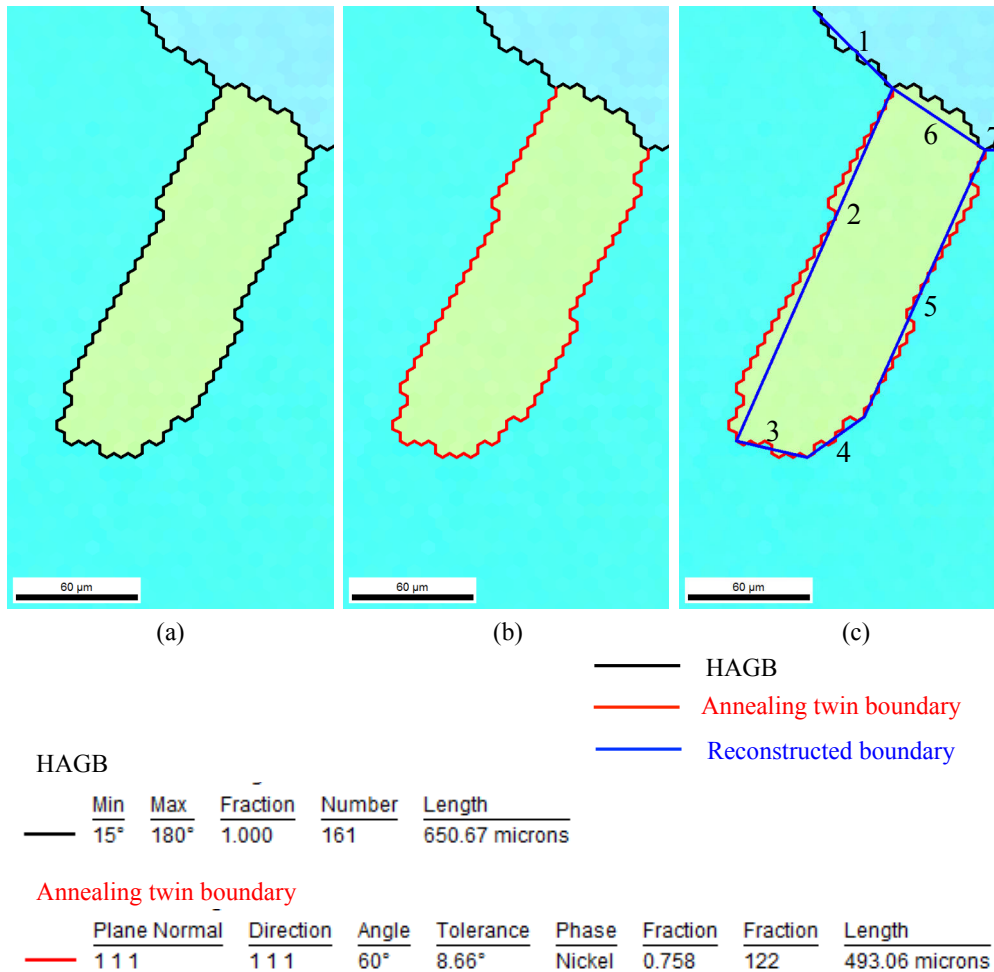 1
6
7
2
5
3
4
60 µm
60 µm
60 µm
(a)
(b)
(c)
HAGB
Annealing twin boundary
Reconstructed boundary
HAGB
Min Max Fraction Number Length
15° 180° 1.000 161 650.67 microns
Annealing twin boundary
Plane Normal Direction Angle Tolerance Phase Fraction Fraction Length
1 1 1 1 1 1 60° 8.66° Nickel 0.758 122 493.06 microns